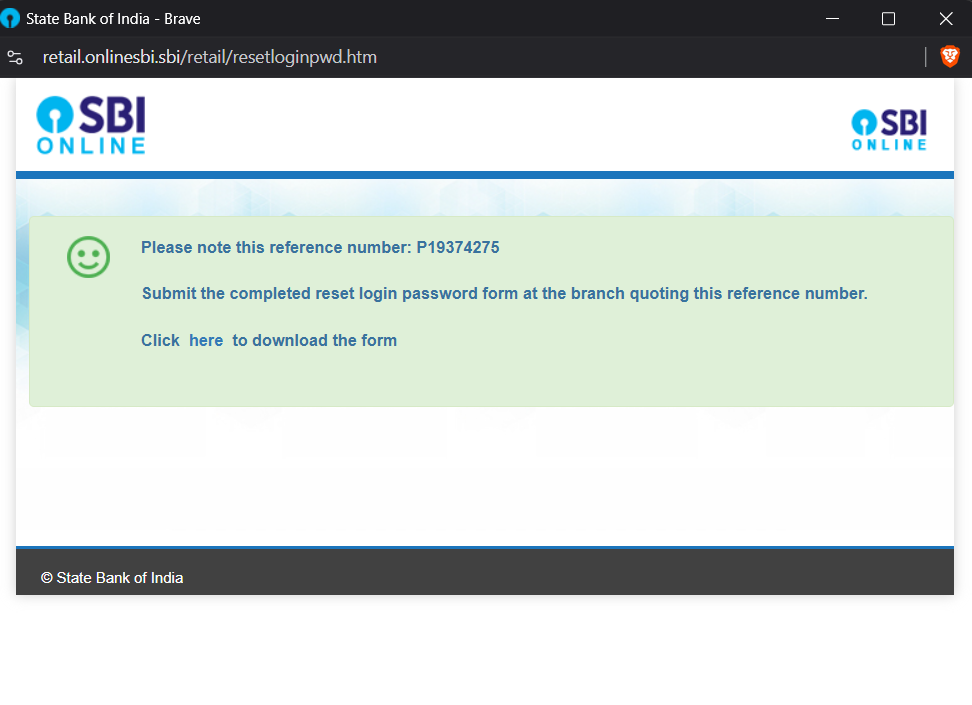 State Bank of India - Brave
retail.onlinesbi.sbi/retail/resetloginpwd.htm
SBI
ONLINE
SBI
ONLINE
Please note this reference number: P19374275
Submit the completed reset login password form at the branch quoting this reference number.
Click here to download the form
© State Bank of India